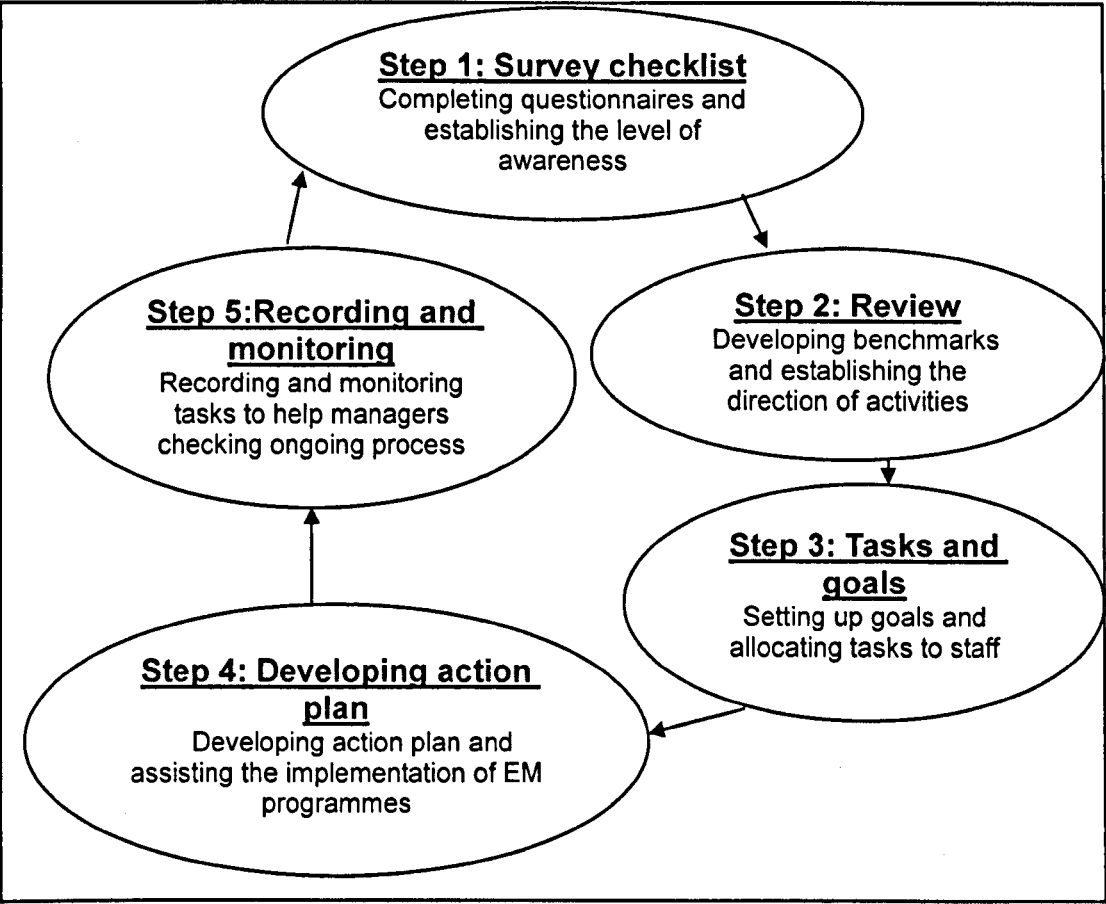 Step 1: Survey checklist
Completing questionnaires and
establishing the level of
awareness
Step 2: Review
Developing benchmarks
and establishing the
direction of activities
Step 3: Tasks and
goals
Setting up goals and
allocating tasks to staff
Step 4: Developing action
plan
Developing action plan and
assisting the implementation of EM
programmes
Step 5:Recording and
monitoring
Recording and monitoring
tasks to help managers
checking ongoing process